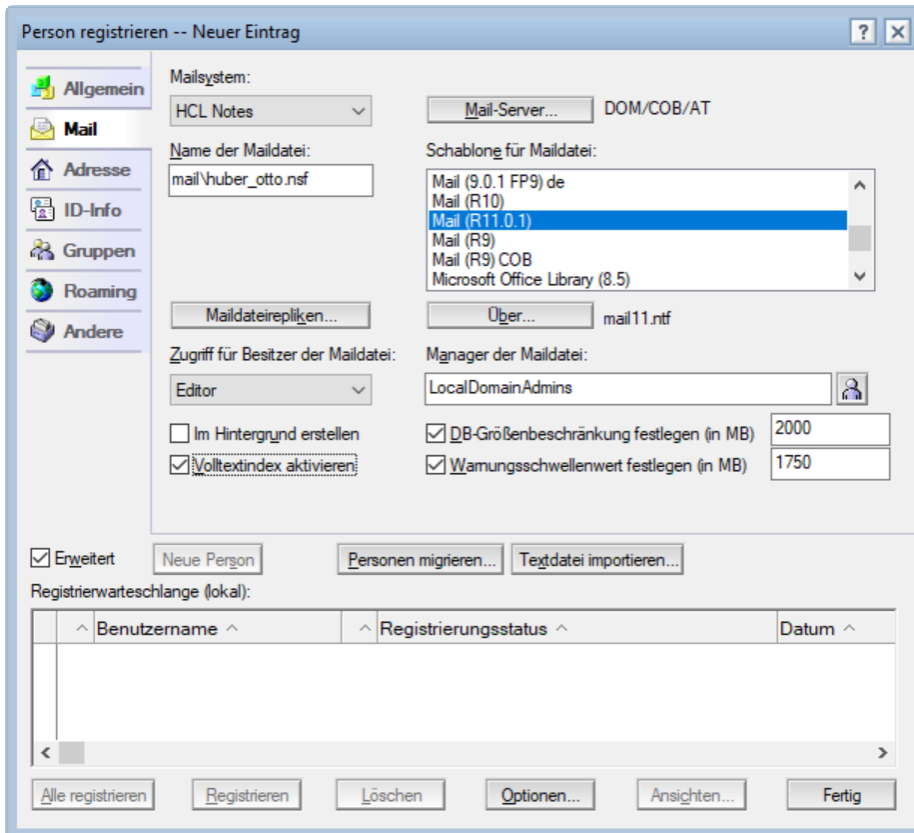 Person registrieren -- Neuer Eintrag
?
Allgemein
Mail
Adresse
ID-Info
Gruppen
Roaming
Andere
Mailsystem:
HCL Notes
Mail-Server...
DOM/COB/AT
Name der Maildatei:
mail\huber_otto.nsf
Schablone für Maildatei:
Mail (9.0.1 FP9) de
Mail (R10)
Mail (R11.0.1)
Mail (R9)
Mail (R9) COB
Microsoft Office Library (8.5)
Maildateirepliken...
Über...
mail11.ntf
Zugriff für Besitzer der Maildatei:
Editor
Manager der Maildatei:
LocalDomainAdmins
Im Hintergrund erstellen
DB-Größenbeschränkung festlegen (in MB)
2000
Volltextindex aktivieren
Warnungsschwellenwert festlegen (in MB)
1750
Erweitert
Neue Person
Personen migrieren...
Textdatei importieren...
Registrierwarteschlange (lokal):
Benutzername
Registrierungsstatus
Datum
Alle registrieren
Registrieren
Löschen
Optionen...
Ansichten...
Fertig